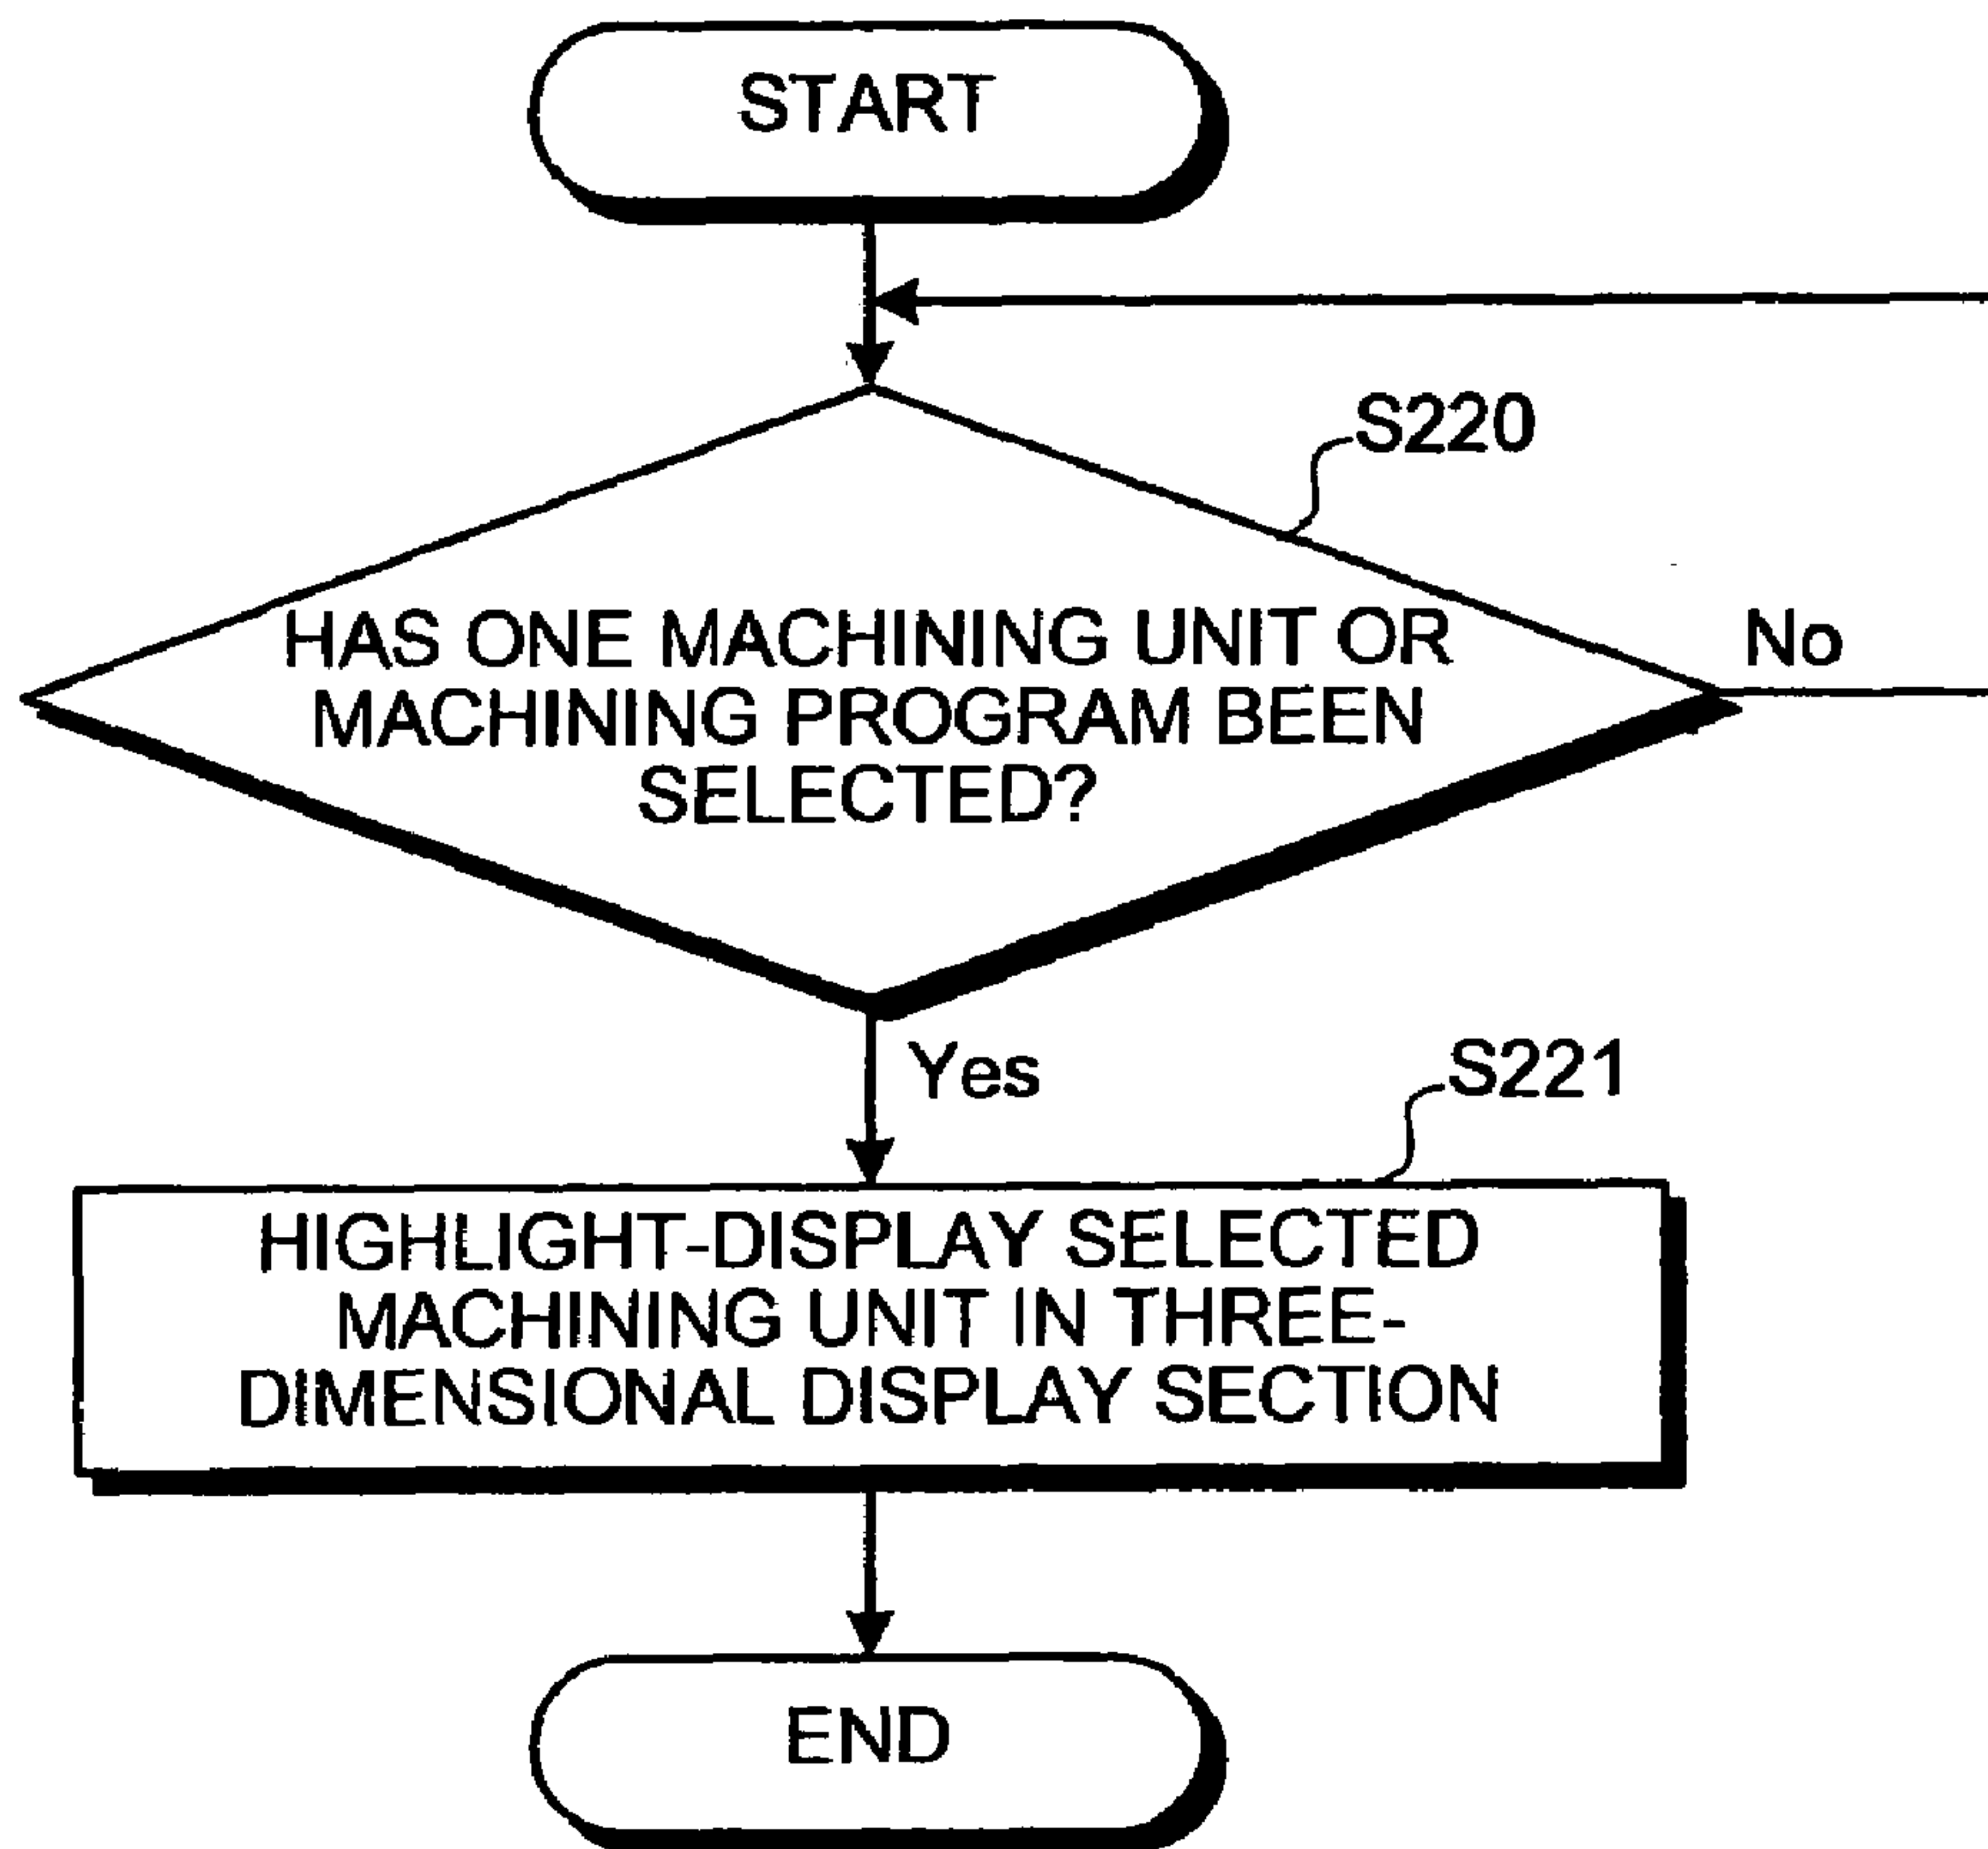 START
S220
HAS ONE MACHINING UNIT OR
MACHINING PROGRAM BEEN
SELECTED?
No
Yes
S221
HIGHLIGHT-DISPLAY SELECTED
MACHINING UNIT IN THREE-
DIMENSIONAL DISPLAY SECTION
END